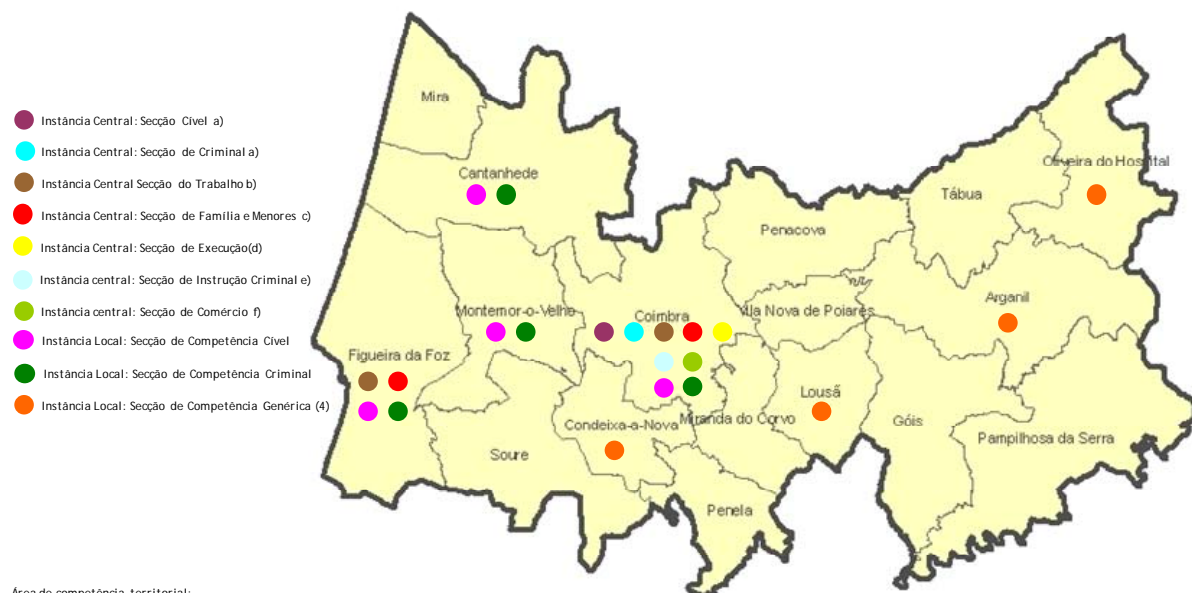 Instância Central: Secção Cível a)
Instância Central: Secção de Criminal a)
Instância Central Secção do Trabalho b)
Instância Central: Secção de Família e Menores c)
Instância Central: Secção de Execução(d)
Instância central: Secção de Instrução Criminal e)
Instância central: Secção de Comércio f)
Instância Local: Secção de Competência Cível
Instância Local: Secção de Competência Criminal
Instância Local: Secção de Competência Genérica (4)
Área de competência territorial:
Mira
Cantanhede
Oliveira do Hospital
Tábua
Penacova
Arganil
Montemor-o-Velho
Coimbra
Vila Nova de Poiares
Figueira da Foz
Lousã
Condeixa-a-Nova
Miranda do Corvo
Góis
Pampilhosa da Serra
Soure
Penela